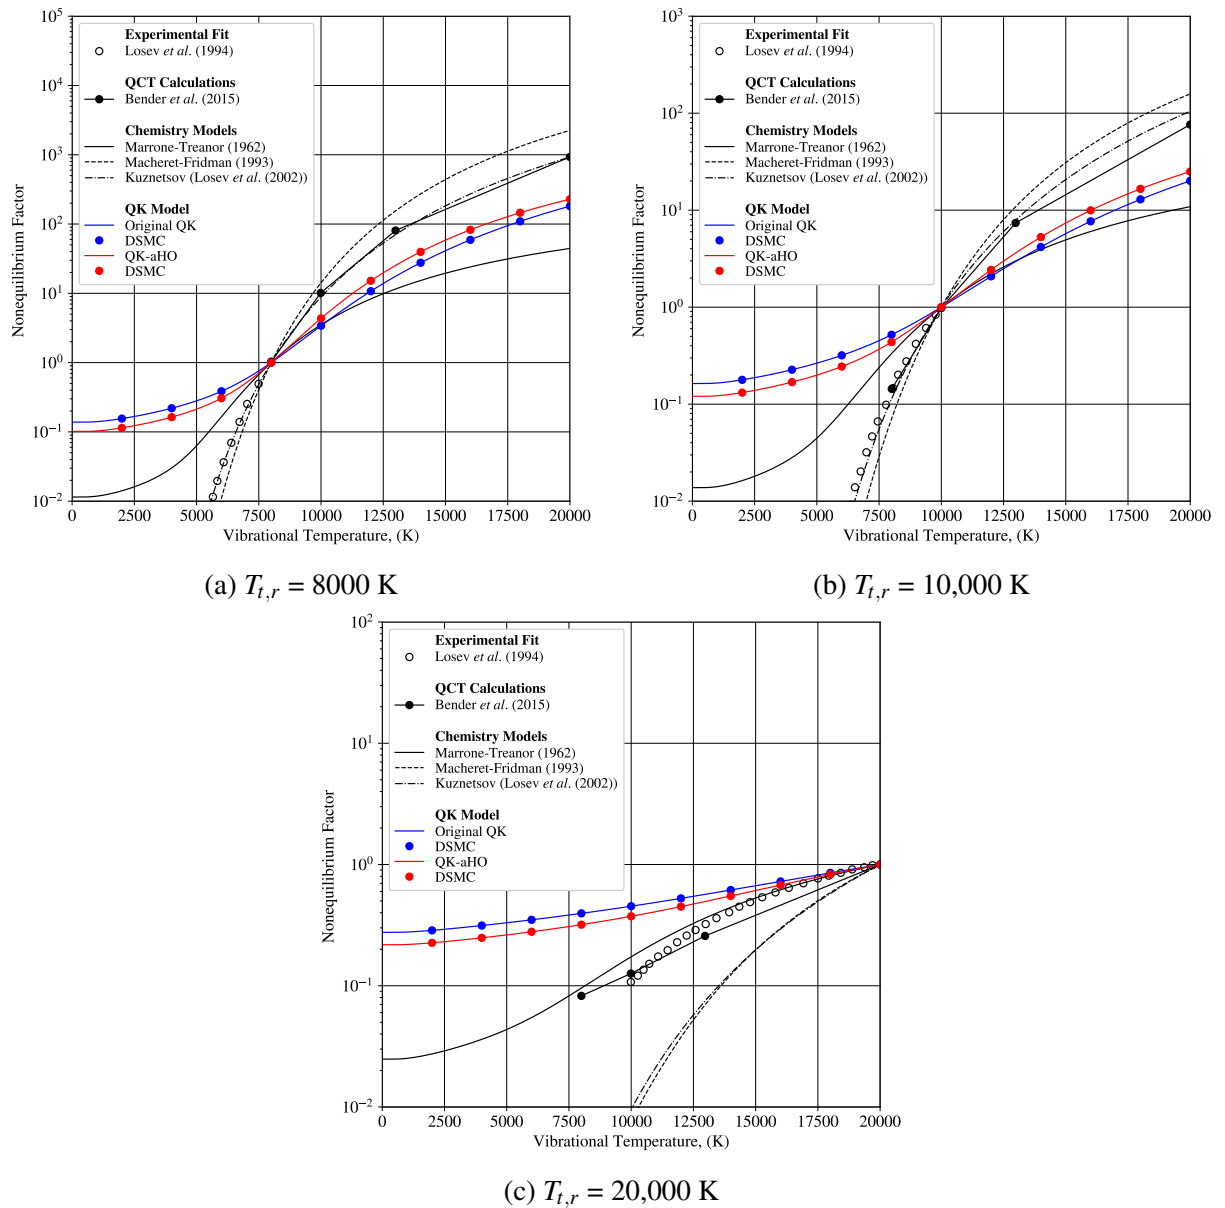 10^5
10^4
10^3
10^2
10^1
10^0
10^-1
10^-2
Nonequilibrium Factor
Experimental Fit
Losev et al. (1994)
QCT Calculations
Bender et al. (2015)
Chemistry Models
Marrone-Treanor (1962)
Macheret-Fridman (1993)
Kuznetsov (Losev et al. (2002))
QK Model
Original QK
DSMC
QK-aHO
DSMC
0 2500 5000 7500 10000 12500 15000 17500 20000
Vibrational Temperature, (K)
(a) T_{t,r} = 8000 K
10^3
10^2
10^1
10^0
10^-1
10^-2
Nonequilibrium Factor
Experimental Fit
Losev et al. (1994)
QCT Calculations
Bender et al. (2015)
Chemistry Models
Marrone-Treanor (1962)
Macheret-Fridman (1993)
Kuznetsov (Losev et al. (2002))
QK Model
Original QK
DSMC
QK-aHO
DSMC
0 2500 5000 7500 10000 12500 15000 17500 20000
Vibrational Temperature, (K)
(b) T_{t,r} = 10,000 K
10^2
10^1
10^0
10^-1
10^-2
Nonequilibrium Factor
Experimental Fit
Losev et al. (1994)
QCT Calculations
Bender et al. (2015)
Chemistry Models
Marrone-Treanor (1962)
Macheret-Fridman (1993)
Kuznetsov (Losev et al. (2002))
QK Model
Original QK
DSMC
QK-aHO
DSMC
0 2500 5000 7500 10000 12500 15000 17500 20000
Vibrational Temperature, (K)
(c) T_{t,r} = 20,000 K